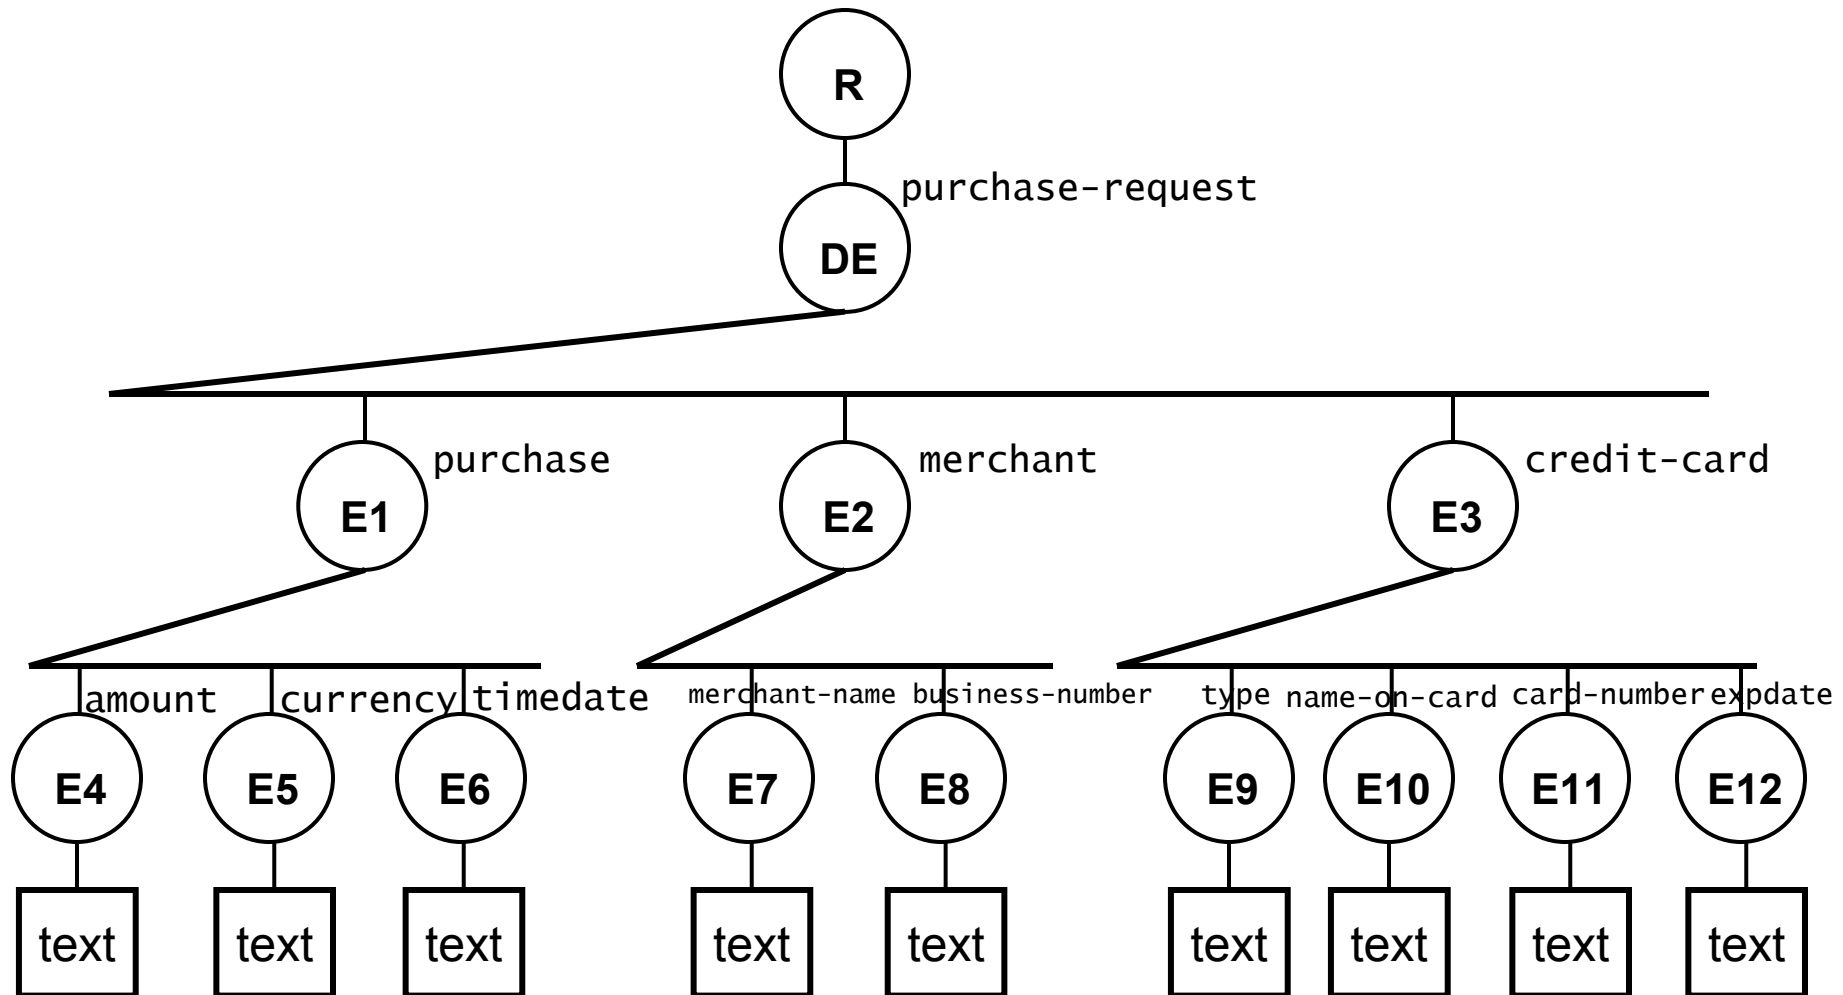 R
purchase-request
DE
purchase merchant credit-card
E1 E2 E3
amount currency timedate merchant-name business-number type name-on-card card-number expdate
E4 E5 E6 E7 E8 E9 E10 E11 E12
text text text text text text text text text